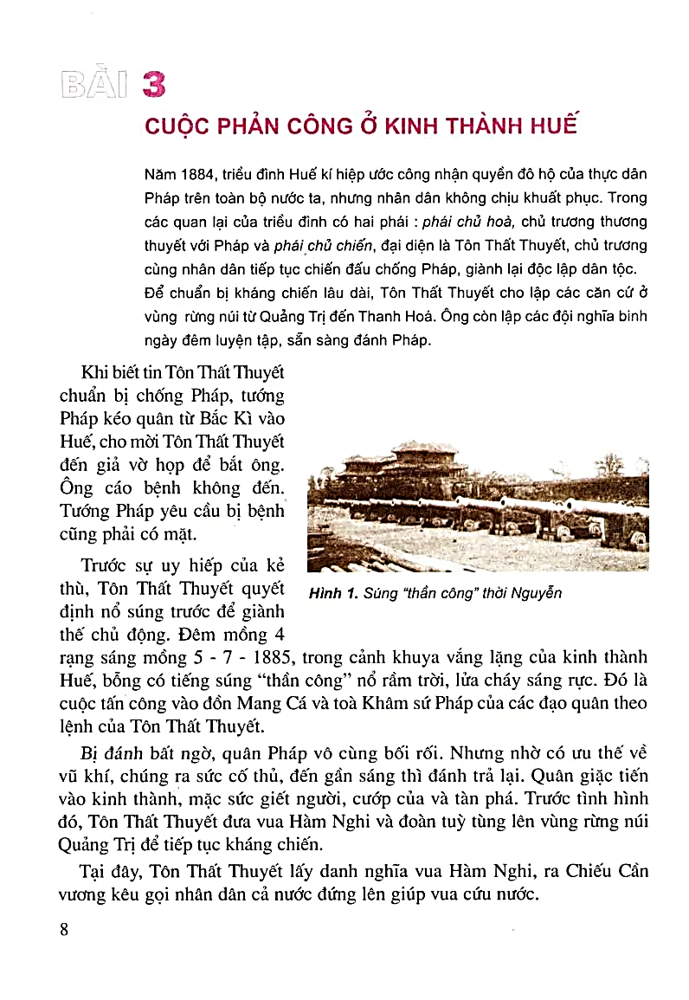 BÀI 3
CUỘC PHẢN CÔNG Ở KINH THÀNH HUẾ
Năm 1884, triều đình Huế kí hiệp ước công nhận quyền đô hộ của thực dân
Pháp trên toàn bộ nước ta, nhưng nhân dân không chịu khuất phục. Trong
các quan lại của triều đình có hai phái : phái chủ hoà, chủ trương thương
thuyết với Pháp và phái chủ chiến, đại diện là Tôn Thất Thuyết, chủ trương
cùng nhân dân tiếp tục chiến đấu chống Pháp, giành lại độc lập dân tộc.
Để chuẩn bị kháng chiến lâu dài, Tôn Thất Thuyết cho lập các căn cứ ở
vùng rừng núi từ Quảng Trị đến Thanh Hoá. Ông còn lập các đội nghĩa binh
ngày đêm luyện tập, sẵn sàng đánh Pháp.
Khi biết tin Tôn Thất Thuyết
chuẩn bị chống Pháp, tướng
Pháp kéo quân từ Bắc Kì vào
Huế, cho mời Tôn Thất Thuyết
đến giả vờ họp để bắt ông.
Ông cáo bệnh không đến.
Tướng Pháp yêu cầu bị bệnh
cũng phải có mặt.
Trước sự uy hiếp của kẻ
thù, Tôn Thất Thuyết quyết
định nổ súng trước để giành
thế chủ động. Đêm mồng 4
Hình 1. Súng “thần công” thời Nguyễn
rạng sáng mồng 5 - 7 - 1885, trong cảnh khuya vắng lặng của kinh thành
Huế, bỗng có tiếng súng “thần công” nổ rầm trời, lửa cháy sáng rực. Đó là
cuộc tấn công vào đồn Mang Cá và toà Khâm sứ Pháp của các đạo quân theo
lệnh của Tôn Thất Thuyết.
Bị đánh bất ngờ, quân Pháp vô cùng bối rối. Nhưng nhờ có ưu thế về
vũ khí, chúng ra sức cố thủ, đến gần sáng thì đánh trả lại. Quân giặc tiến
vào kinh thành, mặc sức giết người, cướp của và tàn phá. Trước tình hình
đó, Tôn Thất Thuyết đưa vua Hàm Nghi và đoàn tuỳ tùng lên vùng rừng núi
Quảng Trị để tiếp tục kháng chiến.
Tại đây, Tôn Thất Thuyết lấy danh nghĩa vua Hàm Nghi, ra Chiếu Cần
vương kêu gọi nhân dân cả nước đứng lên giúp vua cứu nước.
8